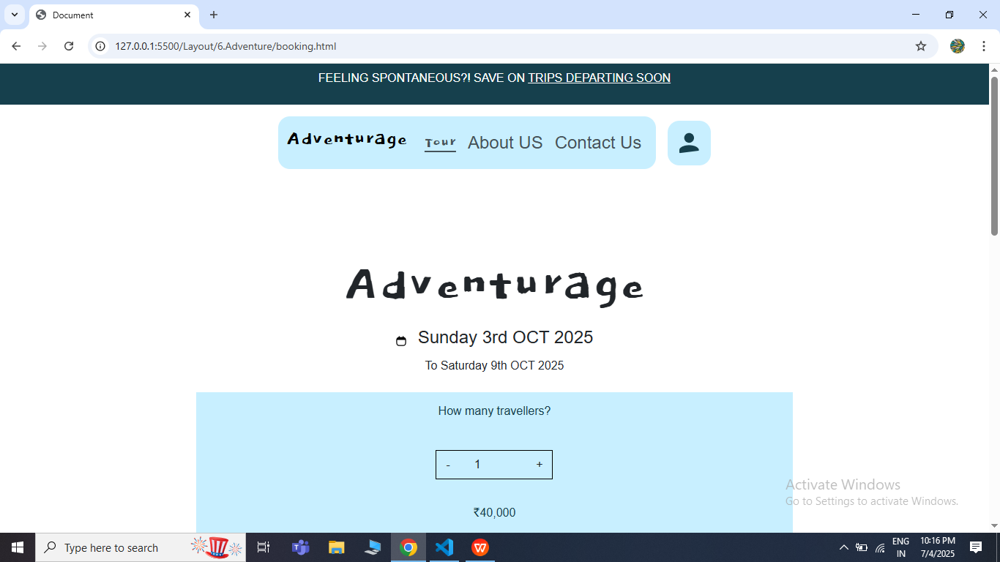 Document
127.0.0.1:5500/Layout/6.Adventure/booking.html
FEELING SPONTANEOUS?! SAVE ON TRIPS DEPARTING SOON
Adventurage Tour About US Contact Us
Adventurage
Sunday 3rd OCT 2025
To Saturday 9th OCT 2025
How many travellers?
- 1 +
₹40,000
Activate Windows
Go to Settings to activate Windows.
Type here to search
ENG
IN
10:16 PM
7/4/2025